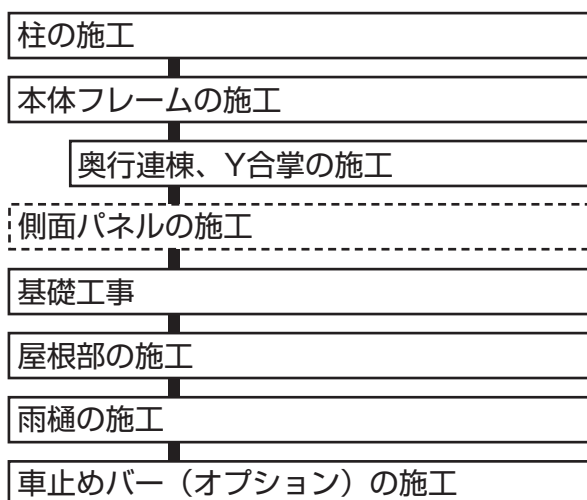 柱の施工
本体フレームの施工
奥行連棟、Y合掌の施工
側面パネルの施工
基礎工事
屋根部の施工
雨樋の施工
車止めバー（オプション）の施工